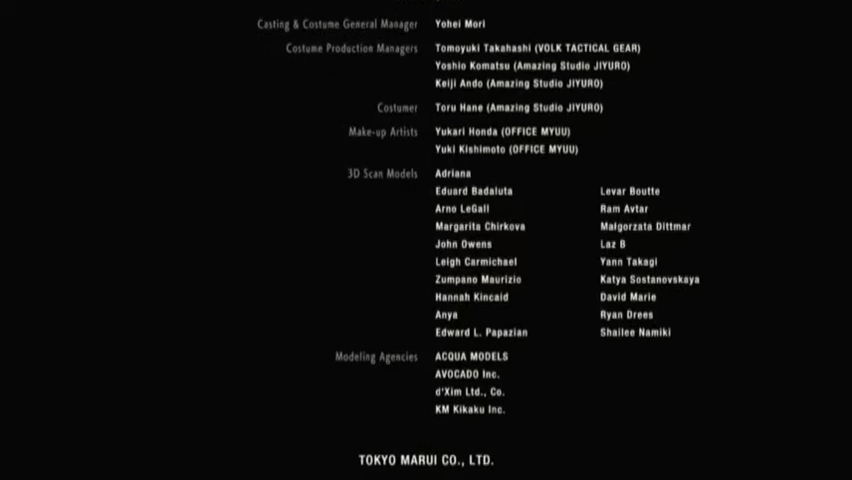 Casting & Costume General Manager Yohei Mori
Costume Production Managers Tomoyuki Takahashi (VOLK TACTICAL GEAR)
Yoshio Komatsu (Amazing Studio JIYURO)
Keiji Ando (Amazing Studio JIYURO)
Costumer Toru Hane (Amazing Studio JIYURO)
Make-up Artists Yukari Honda (OFFICE MYUU)
Yuki Kishimoto (OFFICE MYUU)
3D Scan Models Adriana
Eduard Badaluta Levar Boutte
Arno LeGall Ram Avtar
Margarita Chirkova Małgorzata Dittmar
John Owens Laz B
Leigh Carmichael Yann Takagi
Zumpano Maurizio Katya Sostanovskaya
Hannah Kincaid David Marie
Anya Ryan Drees
Edward L. Papazian Shailee Namiki
Modeling Agencies ACQUA MODELS
AVOCADO Inc.
d'Xim Ltd., Co.
KM Kikaku Inc.
TOKYO MARUI CO., LTD.